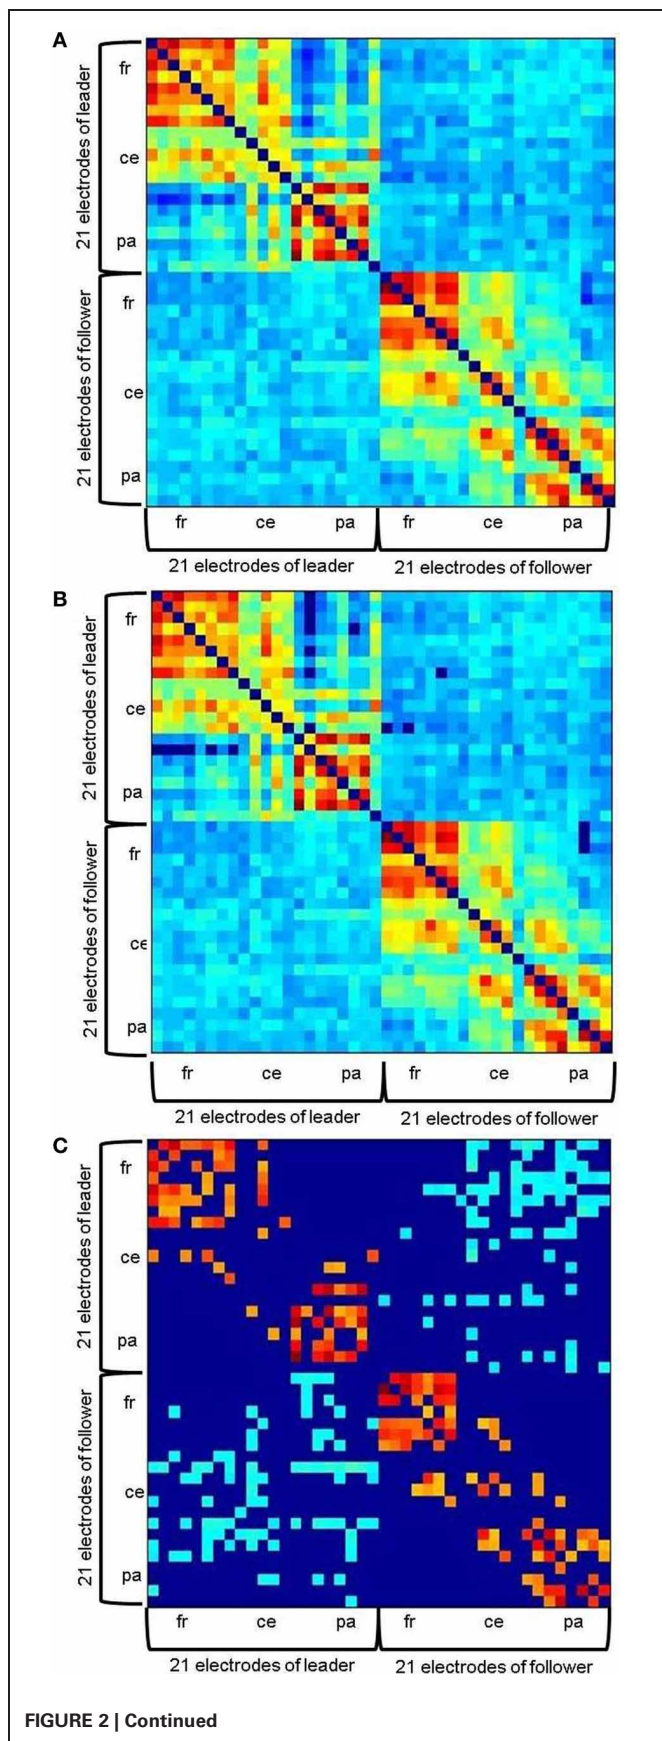 A
21 electrodes of leader
fr
ce
pa
21 electrodes of follower
fr
ce
pa
fr ce pa fr ce pa
21 electrodes of leader 21 electrodes of follower
B
21 electrodes of leader
fr
ce
pa
21 electrodes of follower
fr
ce
pa
fr ce pa fr ce pa
21 electrodes of leader 21 electrodes of follower
C
21 electrodes of leader
fr
ce
pa
21 electrodes of follower
fr
ce
pa
fr ce pa fr ce pa
21 electrodes of leader 21 electrodes of follower
FIGURE 2 | Continued